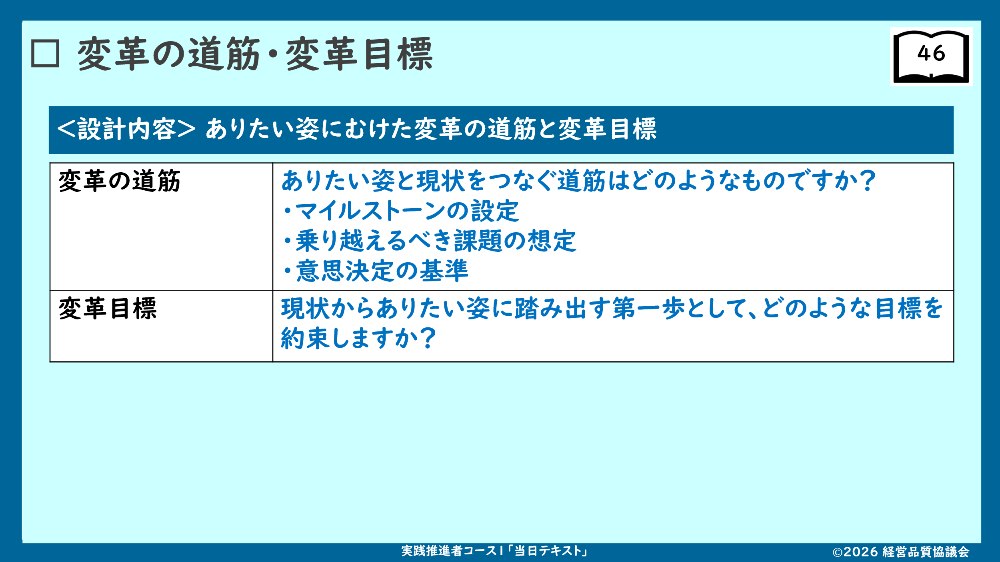 □ 変革の道筋・変革目標
46
<設計内容> ありたい姿にむけた変革の道筋と変革目標
変革の道筋
ありたい姿と現状をつなぐ道筋はどのようなものですか?
・マイルストーンの設定
・乗り越えるべき課題の想定
・意思決定の基準
変革目標
現状からありたい姿に踏み出す第一歩として、どのような目標を
約束しますか?
実践推進者コースⅠ「当日テキスト」
©2026 経営品質協議会